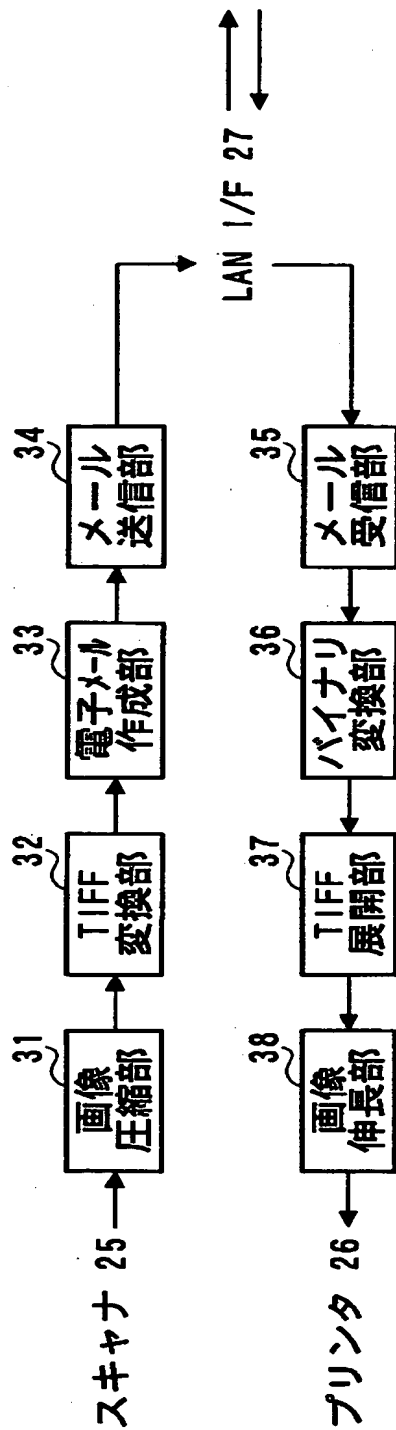 スキャナ 25
31
画像
圧縮部
32
TIFF
変換部
33
電子メール
作成部
34
メール
送信部
LAN I/F 27
35
メール
受信部
36
バイナリ
変換部
37
TIFF
展開部
38
画像
伸長部
プリンタ 26